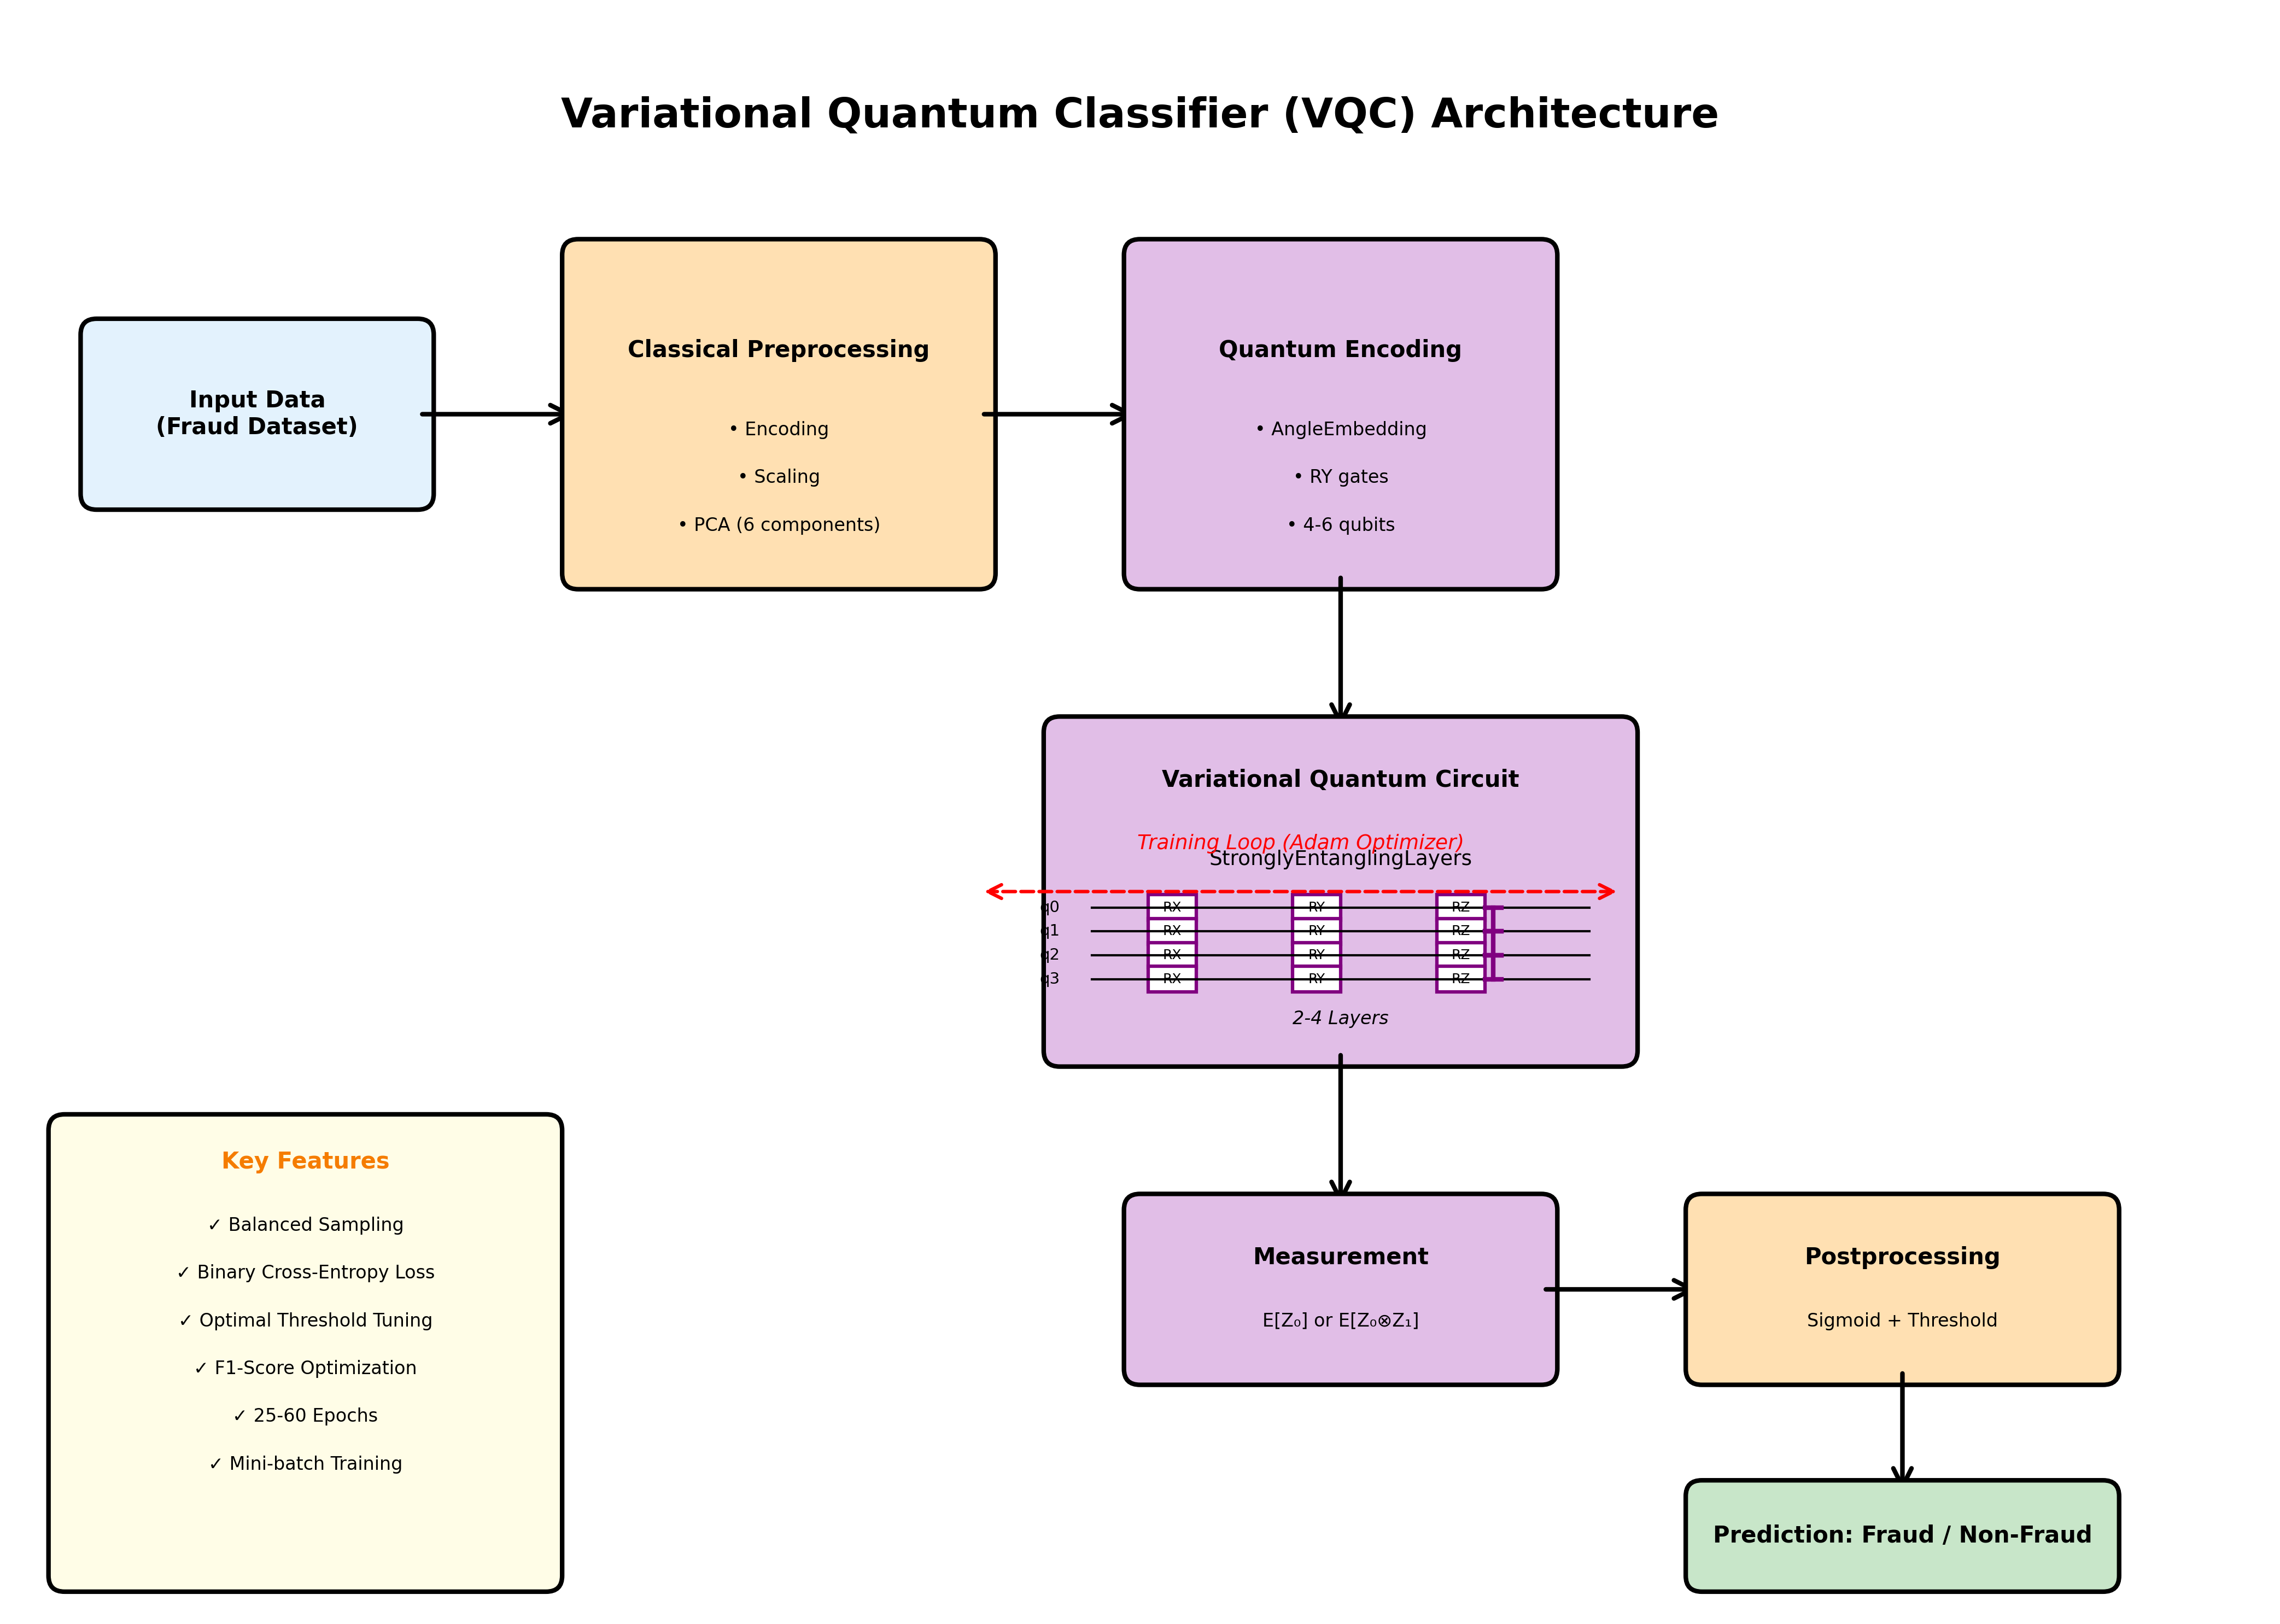 Variational Quantum Classifier (VQC) Architecture
Input Data
(Fraud Dataset)
Classical Preprocessing
• Encoding
• Scaling
• PCA (6 components)
Quantum Encoding
• AngleEmbedding
• RY gates
• 4-6 qubits
Variational Quantum Circuit
Training Loop (Adam Optimizer)
StronglyEntanglingLayers
q0 RX RY RZ
q1 RX RY RZ
q2 RX RY RZ
q3 RX RY RZ
2-4 Layers
Key Features
✓ Balanced Sampling
✓ Binary Cross-Entropy Loss
✓ Optimal Threshold Tuning
✓ F1-Score Optimization
✓ 25-60 Epochs
✓ Mini-batch Training
Measurement
E[Z₀] or E[Z₀⊗Z₁]
Postprocessing
Sigmoid + Threshold
Prediction: Fraud / Non-Fraud